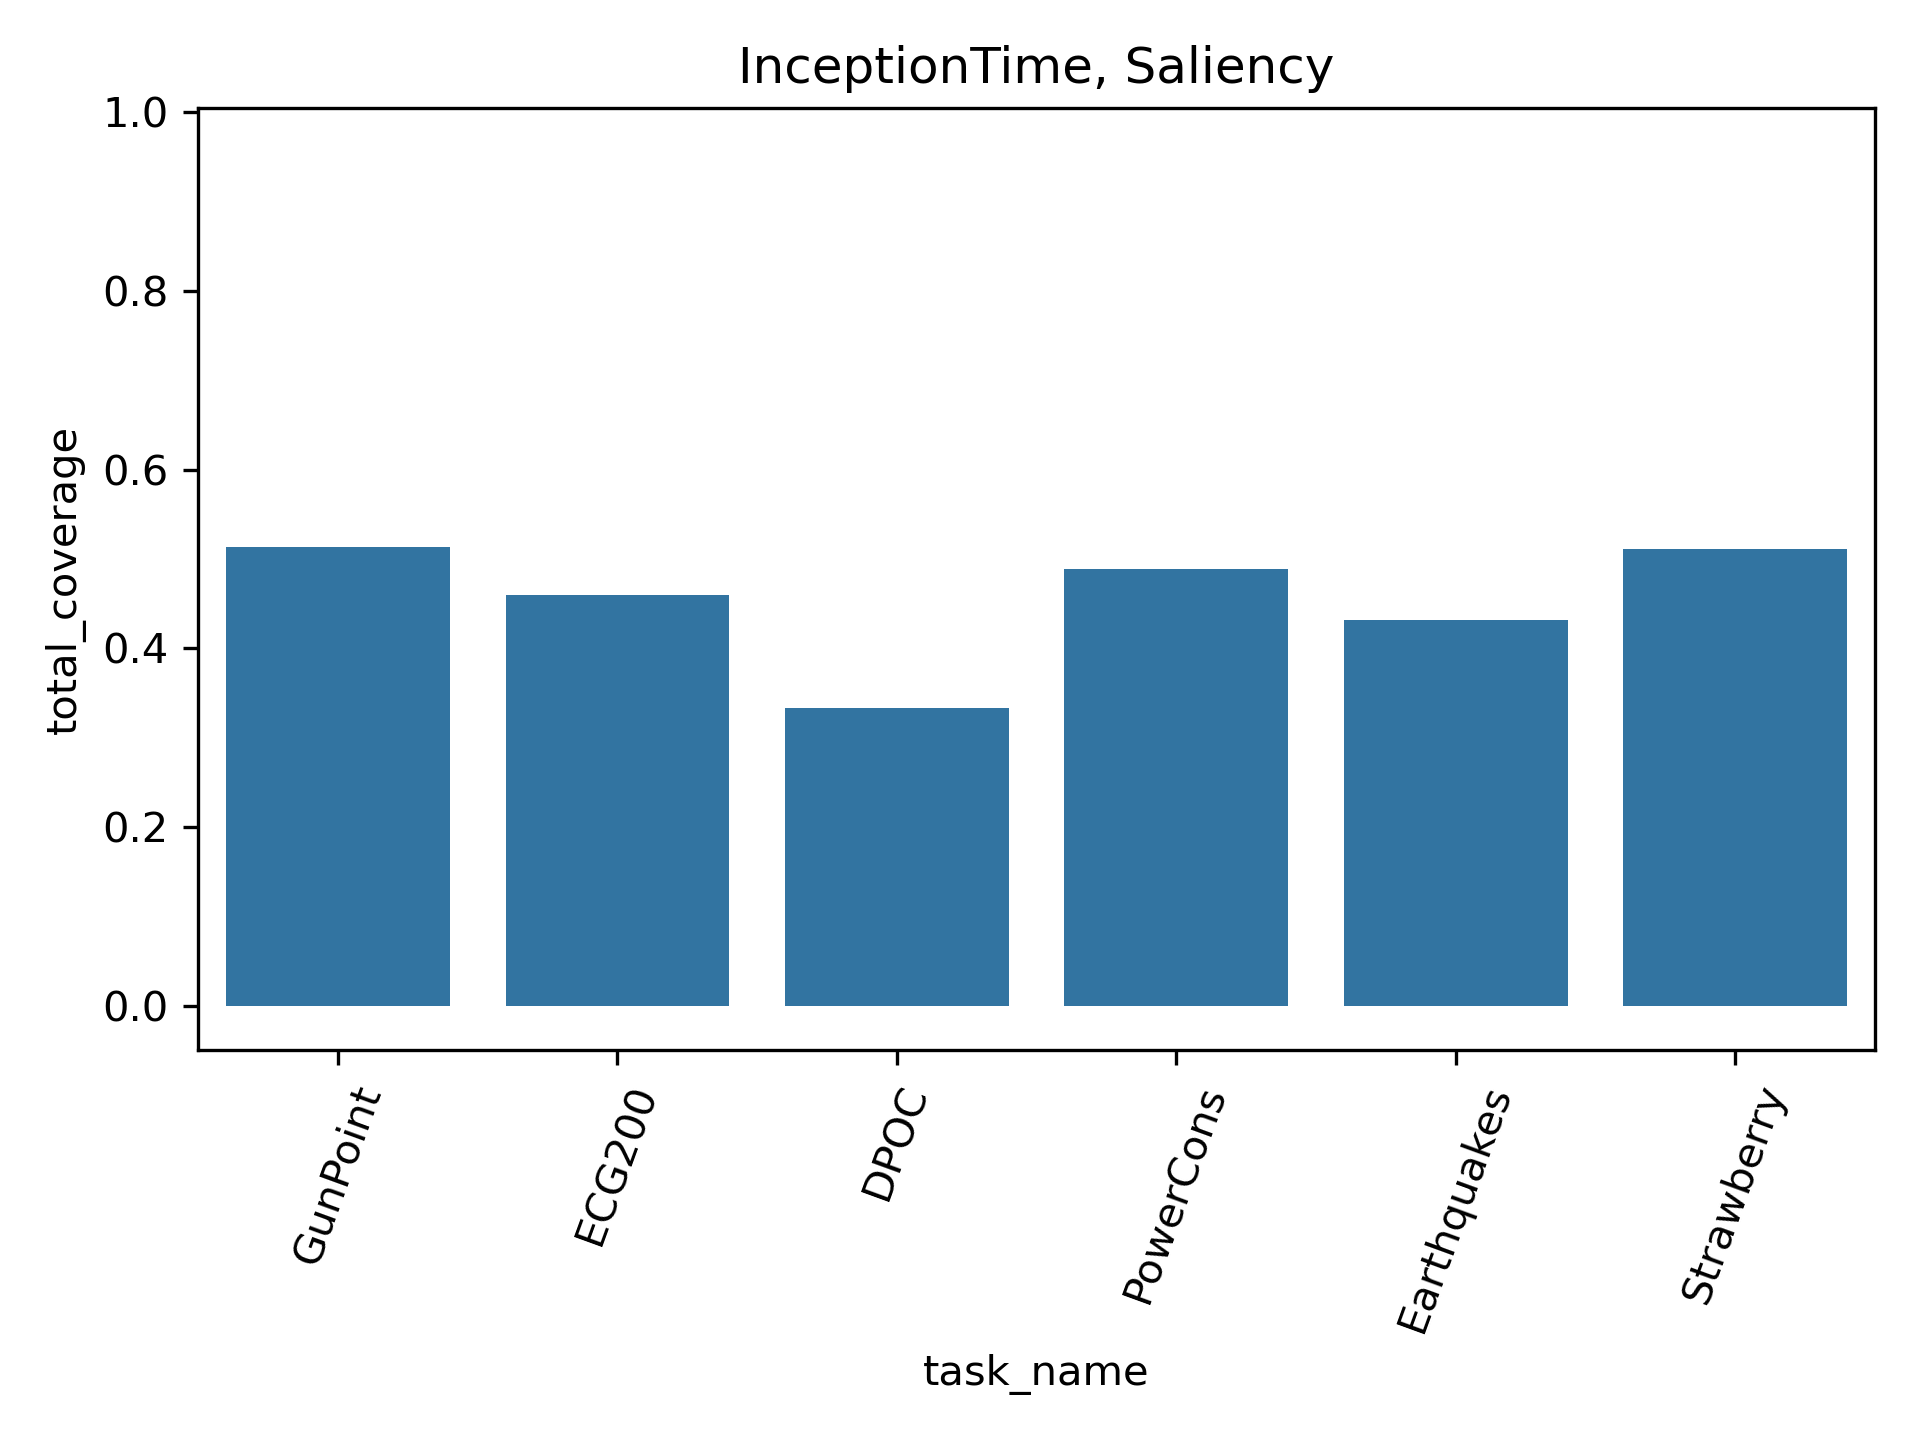 InceptionTime, Saliency
1.0
0.8
0.6
0.4
0.2
0.0
total_coverage
GunPoint
ECG200
DPOC
PowerCons
Earthquakes
Strawberry
task_name